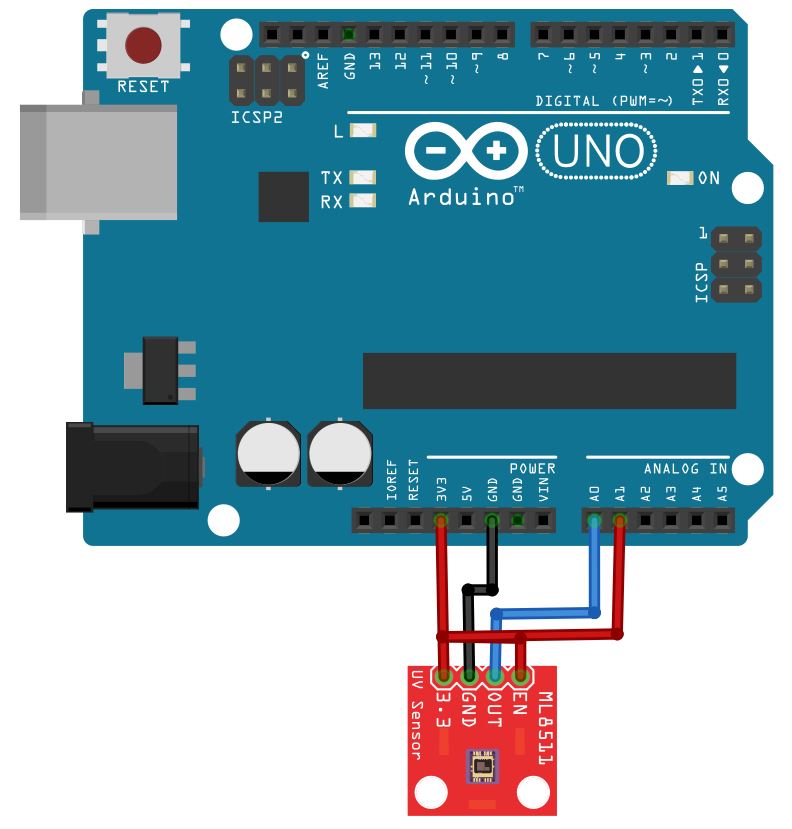 RESET
ICSP2
AREF
GND
13
12
~11
~10
~9
8
7
~6
~5
4
~3
2
TX0▶1
RX0◀0
DIGITAL (PWM=~)
L
TX
RX
UNO
Arduino™
ON
1
ICSP
POWER
ANALOG IN
IOREF
RESET
3V3
5V
GND
GND
VIN
A0
A1
A2
A3
A4
A5
3.3
GND
OUT
EN
UV Sensor
ML8511